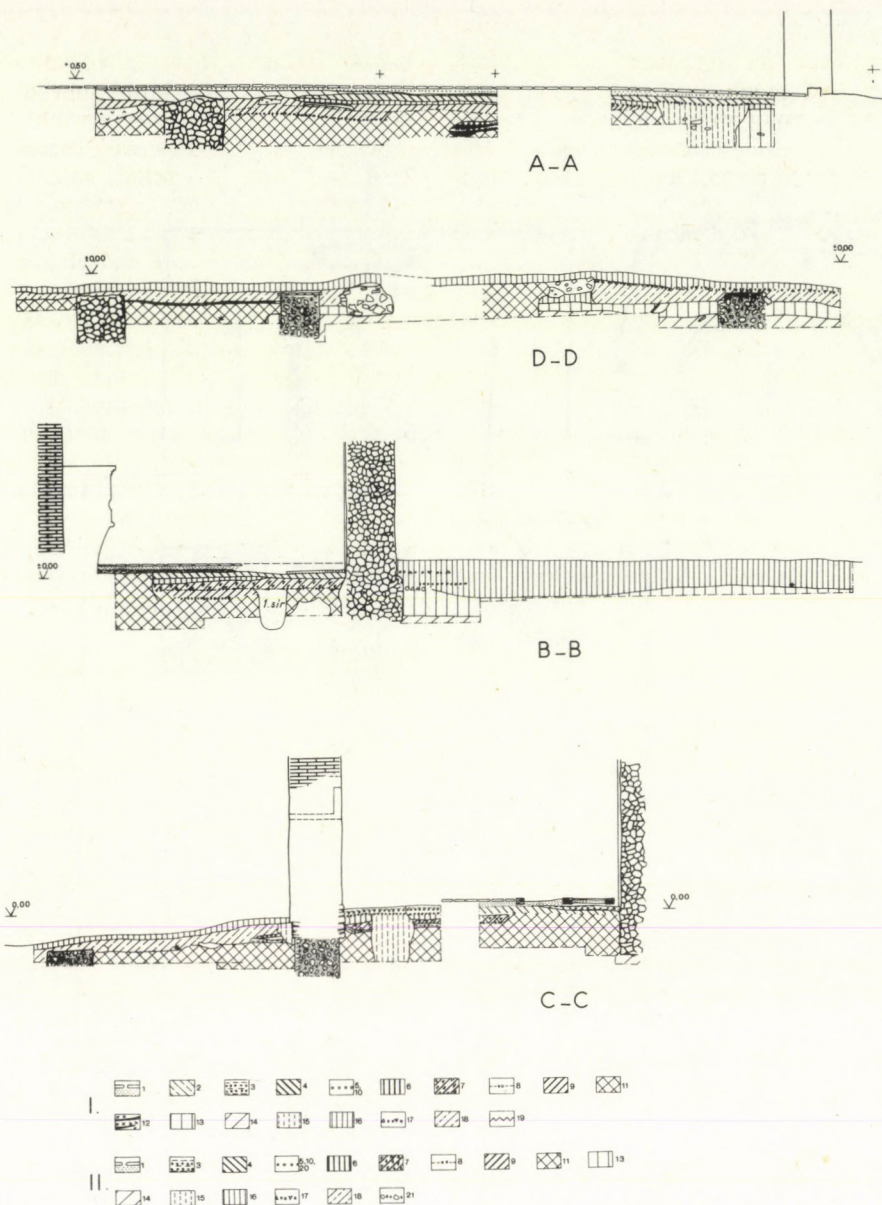 +0,50
A-A
±0,00
±0,00
D-D
±0,00
1. sír
B-B
0,00
0,00
C-C
I. 1 2 3 4 5, 10 6 7 8 9 11
12 13 14 15 16 17 18 19
II. 1 3 4 5, 10, 20 6 7 8 9 11 13
14 15 16 17 18 21